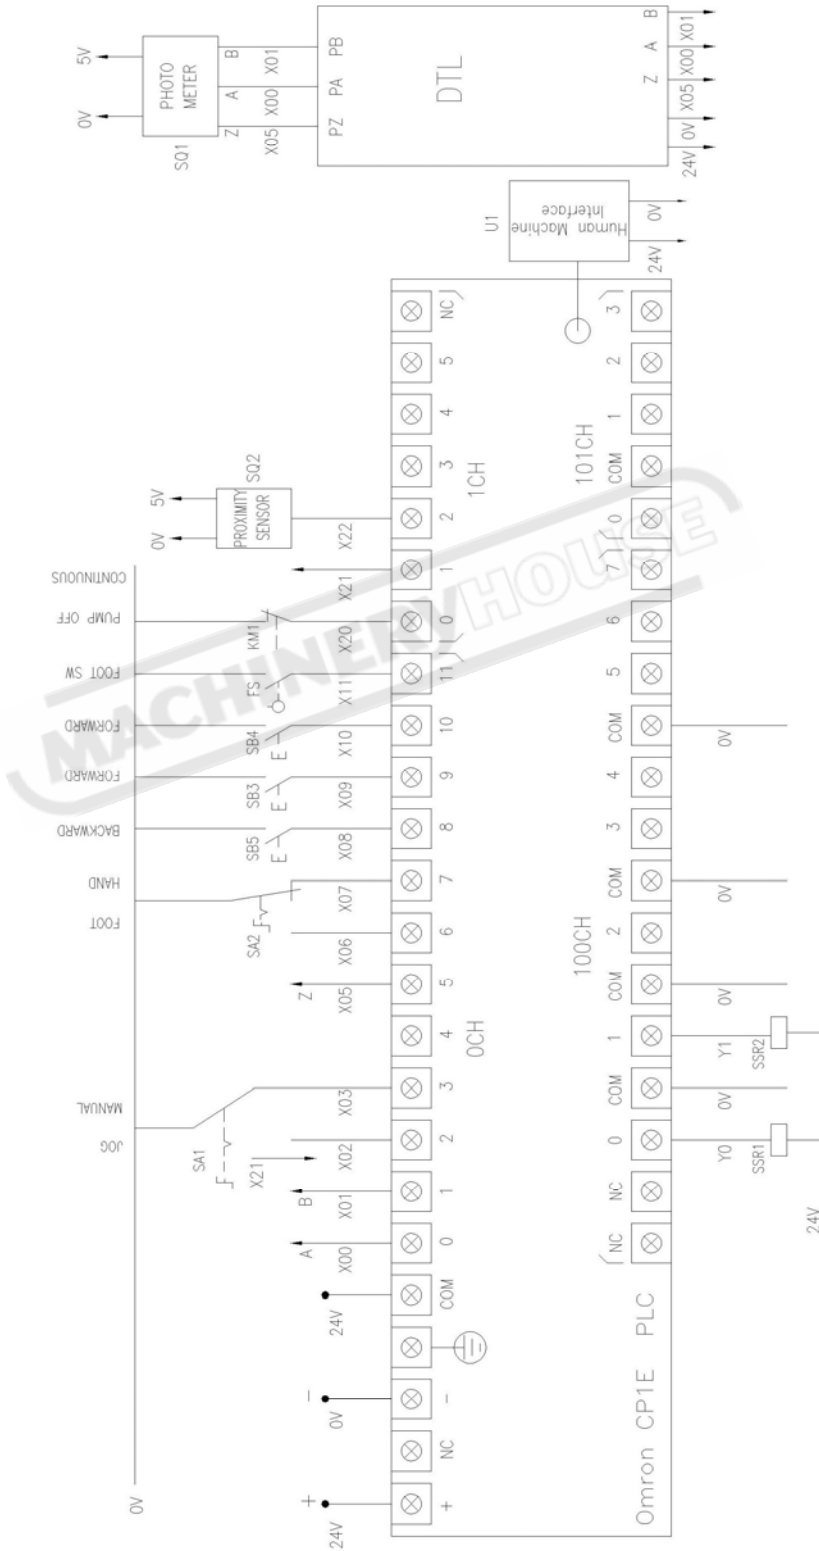 0V
JOG
MANUAL
FOOT
HAND
BACKWARD
FORWARD
FORWARD
FOOT SW
PUMP OFF
CONTINUOUS
SA1
X21
SA2
SB5
E
SB3
E
SB4
E
FS
KM1
0V
5V
PROXIMITY
SENSOR
SQ2
0V
5V
PHOTO
METER
SQ1
Z
A
B
X05
X00
X01
PZ
PA
PB
DTL
Z
A
B
24V
0V
X05
X00
X01
U1
Human Machine
Interface
24V
0V
+
24V
-
0V
24V
A
X00
B
X01
X02
X03
Z
X05
X06
X07
X08
X09
X10
X11
X20
X21
X22
+
NC
-
COM
0
1
2
3
4
5
6
7
8
9
10
11
0
1
2
3
4
5
NC
0CH
1CH
Omron CP1E PLC
100CH
101CH
NC
NC
0
COM
1
COM
2
COM
3
4
COM
5
6
7
0
COM
1
2
3
Y0
0V
Y1
0V
0V
0V
SSR1
SSR2
24V
MACHINERYHOUSE